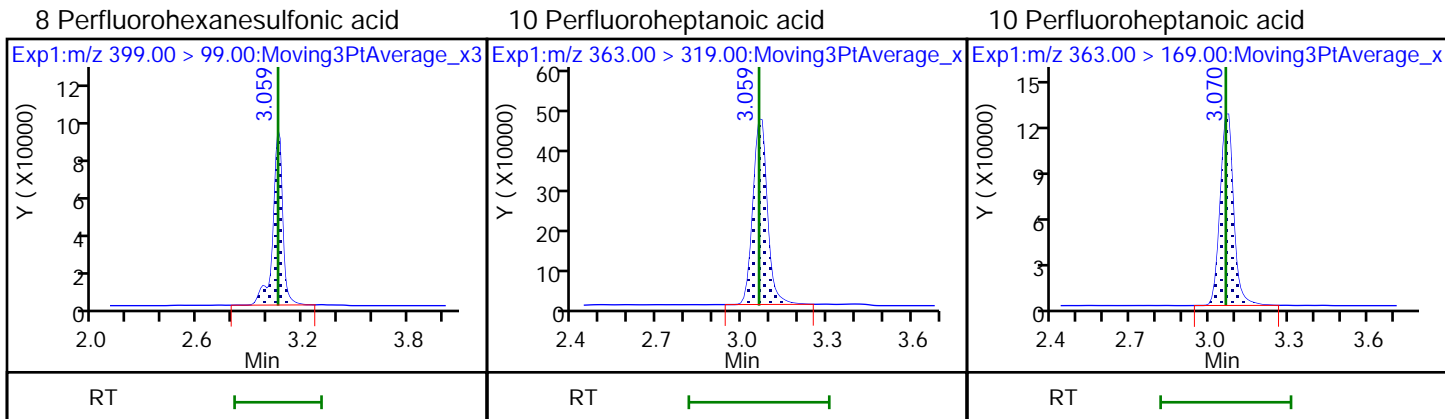 8 Perfluorohexanesulfonic acid
Exp1:m/z 399.00 > 99.00:Moving3PtAverage_x3
Y ( X10000)
12
10
8
6
4
2
0
3.059
2.0 2.6 3.2 3.8
Min
RT
10 Perfluoroheptanoic acid
Exp1:m/z 363.00 > 319.00:Moving3PtAverage_x
Y ( X10000)
60
50
40
30
20
10
0
3.059
2.4 2.7 3.0 3.3 3.6
Min
RT
10 Perfluoroheptanoic acid
Exp1:m/z 363.00 > 169.00:Moving3PtAverage_x
Y ( X10000)
15
12
9
6
3
0
3.070
2.4 2.7 3.0 3.3 3.6
Min
RT